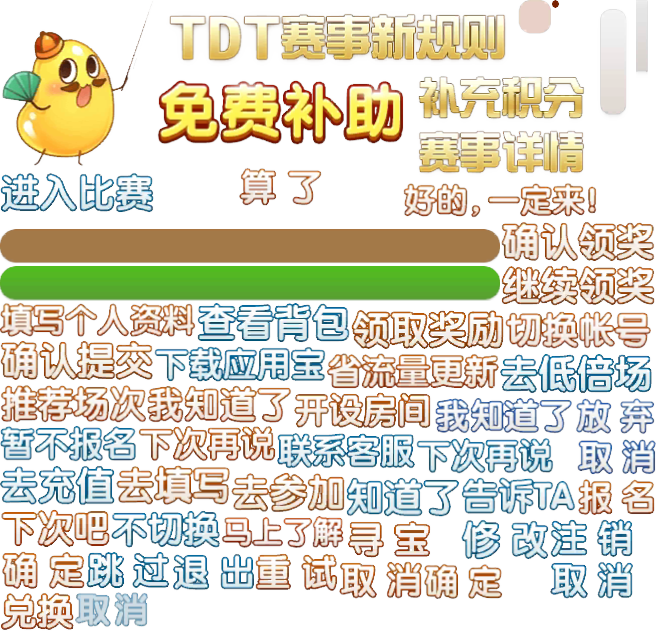 TDT赛事新规则
免费补助 补充积分
赛事详情
进入比赛 算了 好的，一定来！
确认领奖
继续领奖
填写个人资料 查看背包 领取奖励 切换帐号
确认提交 下载应用宝 省流量更新 去低倍场
推荐场次 我知道了 开设房间 我知道了 放弃
暂不报名 下次再说 联系客服 下次再说 取消
去充值 去填写 去参加 知道了 告诉TA 报名
下次吧 不切换 马上了解 寻宝 修改 注销
确定 跳过 退出 重试 取消 确定 取消
兑换 取消